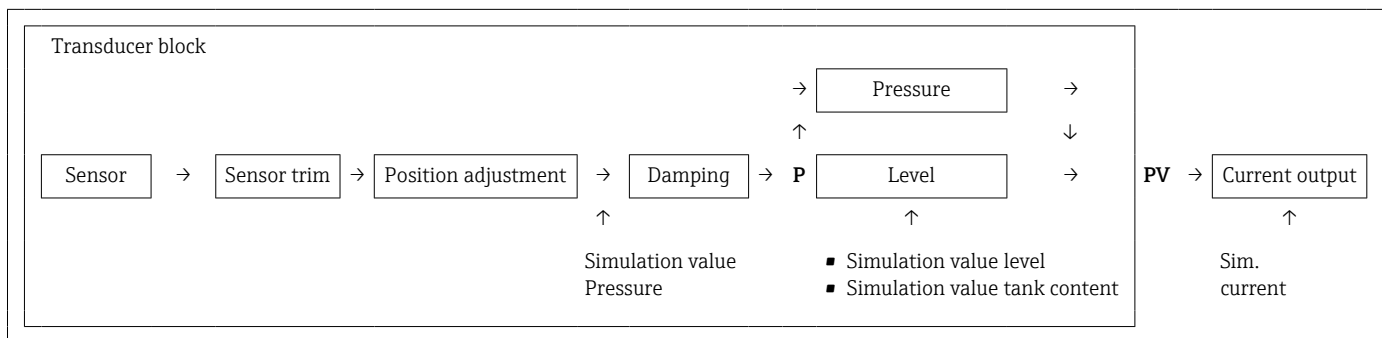 Transducer block
→ Pressure →
↑ ↓
Sensor → Sensor trim → Position adjustment → Damping → P Level → PV → Current output
↑ ↑ ↑
Simulation value
Pressure
▪ Simulation value level
▪ Simulation value tank content
Sim.
current